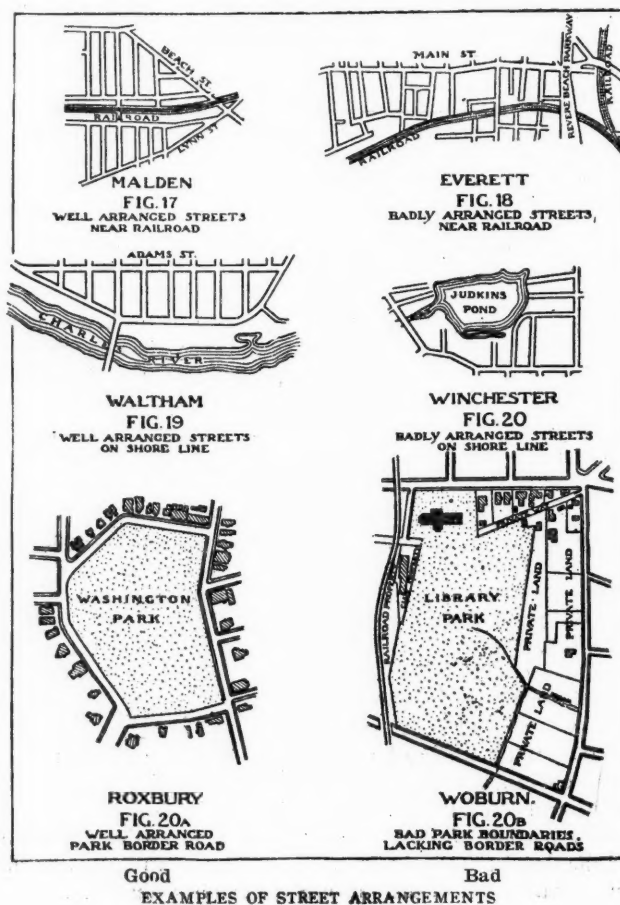 BEACH ST.
RAILROAD
LYNN ST
MALDEN
FIG. 17
WELL ARRANGED STREETS
NEAR RAILROAD
MAIN ST.
REVERE BEACH PARKWAY
RAILROAD
RAILROAD
EVERETT
FIG. 18
BADLY ARRANGED STREETS,
NEAR RAILROAD
ADAMS ST.
CHARLES RIVER
WALTHAM
FIG. 19
WELL ARRANGED STREETS
ON SHORE LINE
JUDKINS
POND
WINCHESTER
FIG. 20
BADLY ARRANGED STREETS
ON SHORE LINE
WASHINGTON
PARK
ROXBURY
FIG. 20A
WELL ARRANGED
PARK BORDER ROAD
RAILROAD
LIBRARY
PARK
PRIVATE LAND
PRIVATE LAND
PRIVATE LAND
WOBURN.
FIG. 20B
BAD PARK BOUNDARIES.
LACKING BORDER ROADS
Good
Bad
EXAMPLES OF STREET ARRANGEMENTS